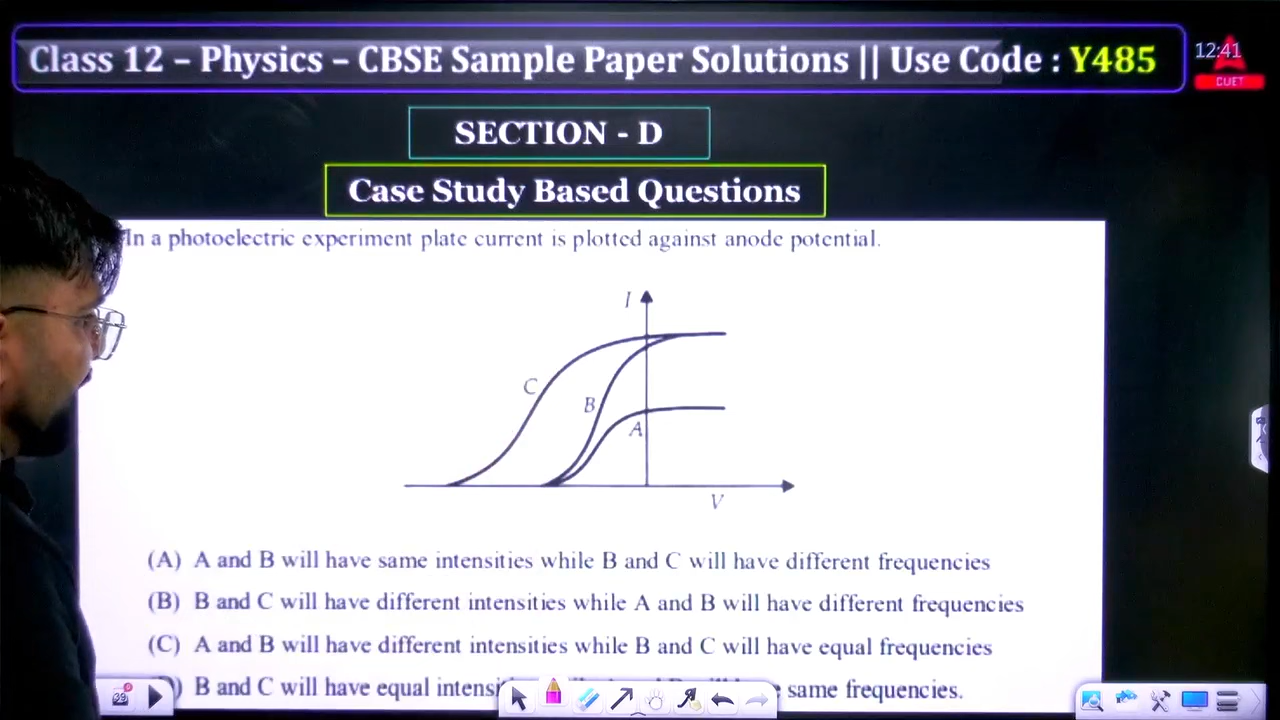 Class 12 – Physics – CBSE Sample Paper Solutions || Use Code : Y485
12:41
CUET
SECTION - D
Case Study Based Questions
In a photoelectric experiment plate current is plotted against anode potential.
I
C
B
A
V
(A) A and B will have same intensities while B and C will have different frequencies
(B) B and C will have different intensities while A and B will have different frequencies
(C) A and B will have different intensities while B and C will have equal frequencies
B and C will have equal same frequencies.
39